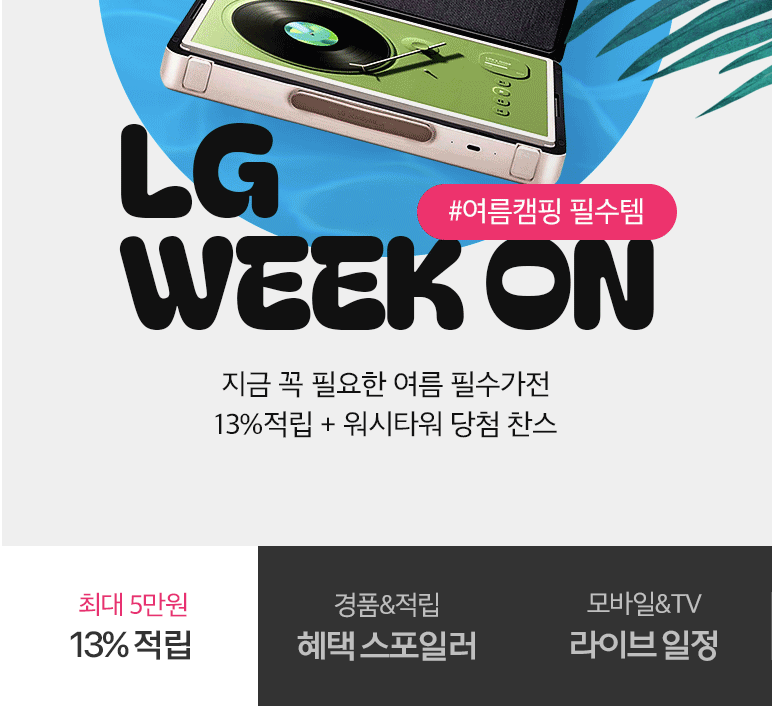 LG
#여름캠핑 필수템
WEEK ON
지금 꼭 필요한 여름 필수가전
13%적립 + 워시타워 당첨 찬스
최대 5만원
13% 적립
경품&적립
혜택 스포일러
모바일&TV
라이브 일정